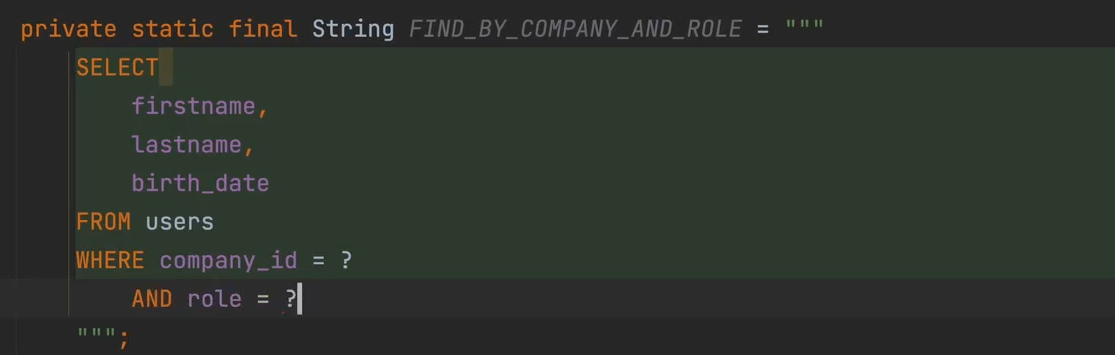 private static final String FIND_BY_COMPANY_AND_ROLE = """
SELECT
firstname,
lastname,
birth_date
FROM users
WHERE company_id = ?
AND role = ?
""";